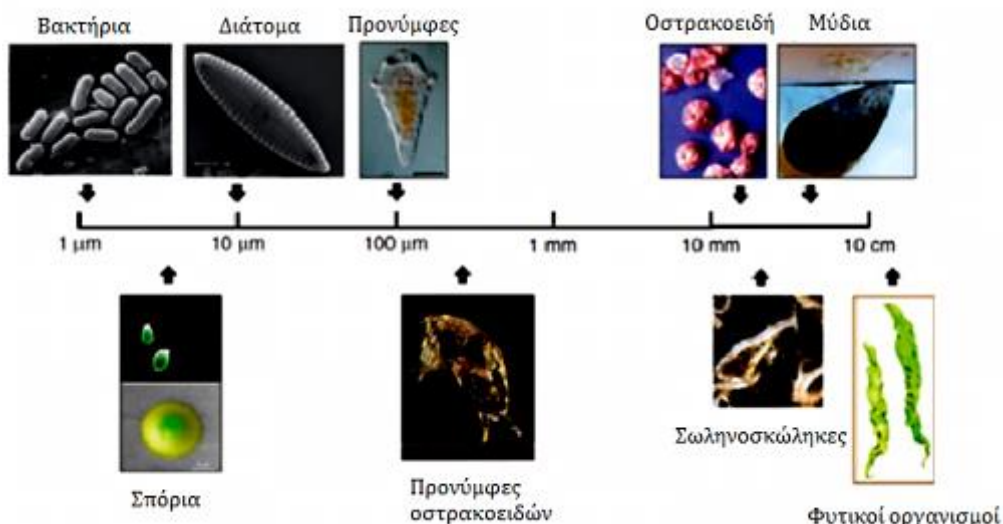 Βακτήρια
Διάτομα
Προνύμφες
Οστρακοειδή
Μύδια
1 μm
10 μm
100 μm
1 mm
10 mm
10 cm
Σπόρια
Προνύμφες
οστρακοειδών
Σωληνοσκώληκες
Φυτικοί οργανισμοί